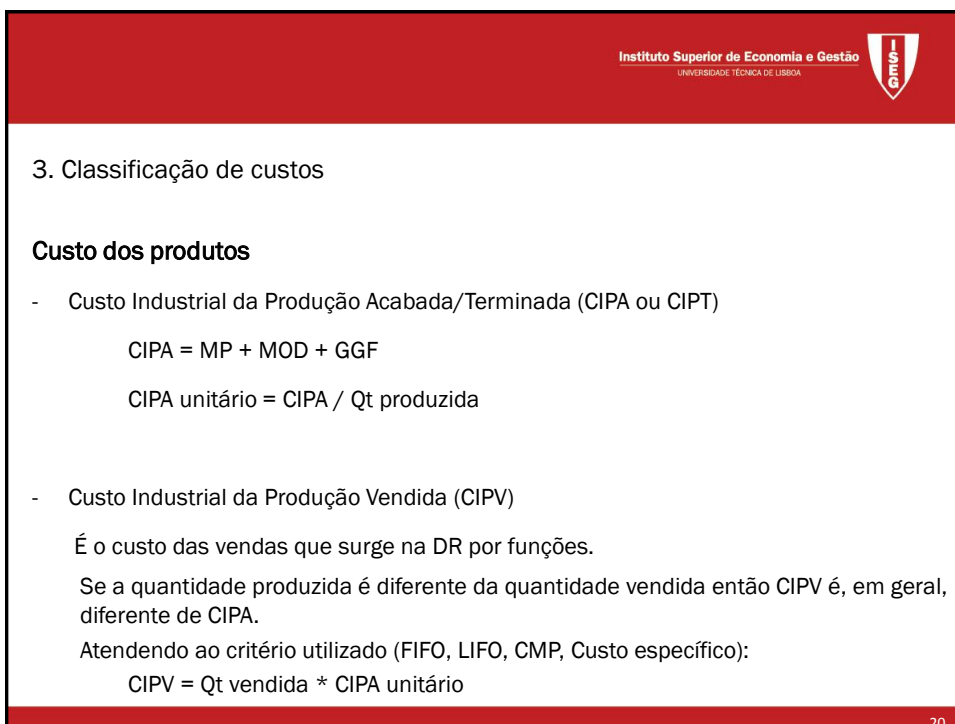 Instituto Superior de Economia e Gestão
UNIVERSIDADE TÉCNICA DE LISBOA
ISEG
3. Classificação de custos
Custo dos produtos
- Custo Industrial da Produção Acabada/Terminada (CIPA ou CIPT)
CIPA = MP + MOD + GGF
CIPA unitário = CIPA / Qt produzida
- Custo Industrial da Produção Vendida (CIPV)
É o custo das vendas que surge na DR por funções.
Se a quantidade produzida é diferente da quantidade vendida então CIPV é, em geral,
diferente de CIPA.
Atendendo ao critério utilizado (FIFO, LIFO, CMP, Custo específico):
CIPV = Qt vendida * CIPA unitário
20